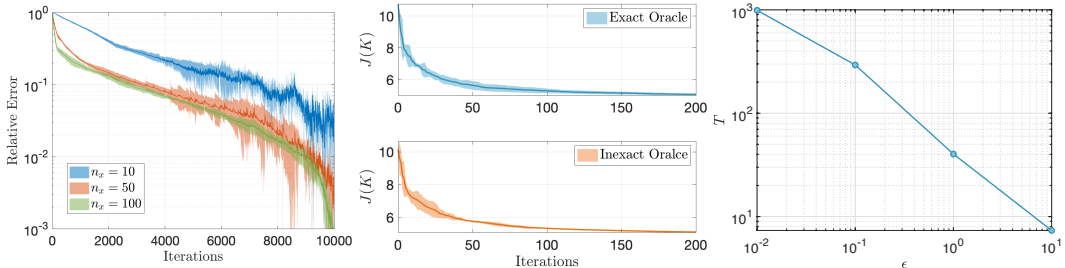 10^0
10^-1
10^-2
10^-3
Relative Error
n_x = 10
n_x = 50
n_x = 100
0 2000 4000 6000 8000 10000
Iterations
10
8
6
J(K)
Exact Oracle
0 50 100 150 200
10
8
6
J(K)
Inexact Oralce
0 50 100 150 200
Iterations
10^3
10^2
10^1
T
10^-2 10^-1 10^0 10^1
ϵ